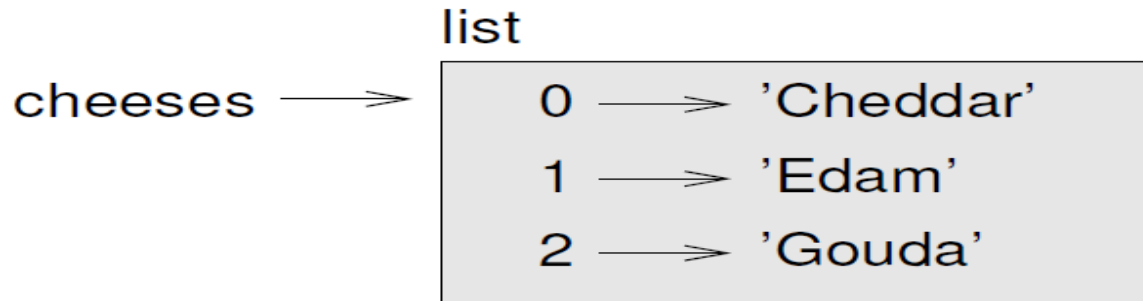 list
cheeses 0 ’Cheddar’
1 ’Edam’
2 ’Gouda’